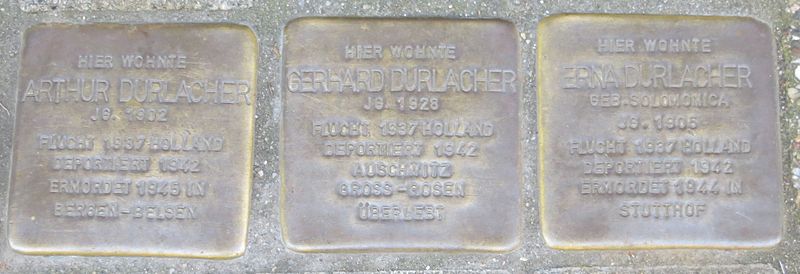 HIER WOHNTE
ARTHUR DURLACHER
JG. 1902
FLUCHT 1937 HOLLAND
DEPORTIERT 1942
ERMORDET 1945 IN
BERGEN-BELSEN
HIER WOHNTE
GERHARD DURLACHER
JG. 1928
FLUCHT 1937 HOLLAND
DEPORTIERT 1942
AUSCHWITZ
GROSS-ROSEN
ÜBERLEBT
HIER WOHNTE
ERNA DURLACHER
GEB. SOLOMONICA
JG. 1905
FLUCHT 1937 HOLLAND
DEPORTIERT 1942
ERMORDET 1944 IN
STUTTHOF